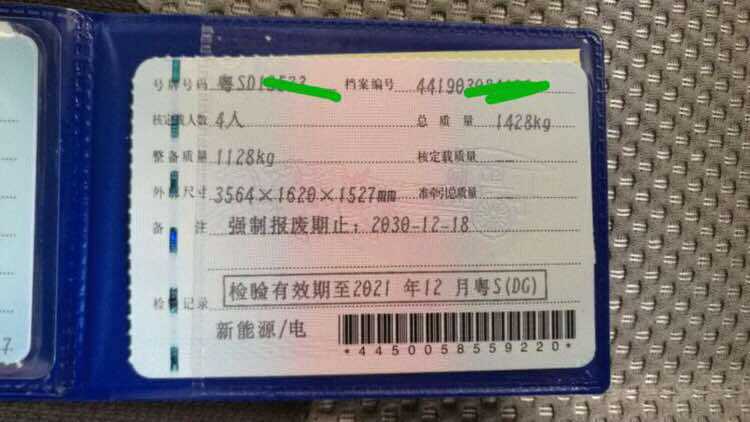 号牌号码 粤SD 档案编号 441903
核定载人数 4人 总质量 1428kg
整备质量 1128kg 核定载质量
外廓尺寸 3564×1620×1527mm 准牵引总质量
备注 强制报废期止：2030-12-18
检验有效期至2021 年12 月粤S(DG)
检验记录
新能源/电
*4450058559220*
7